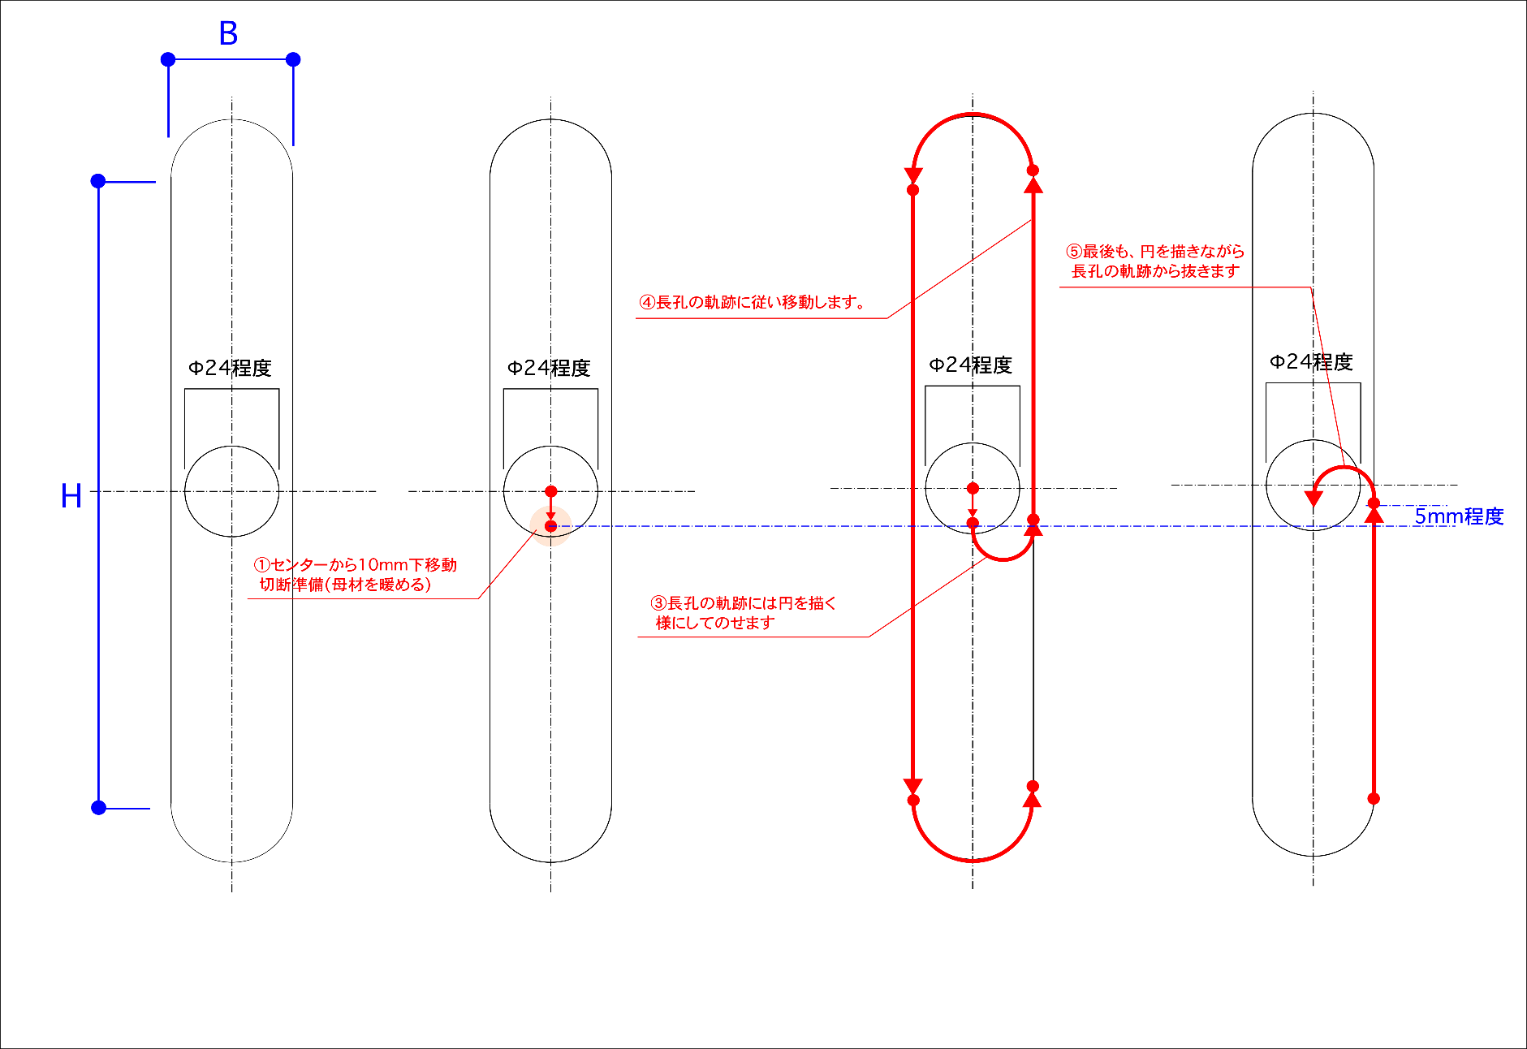 B
H
Φ24程度
①センターから10mm下移動
切断準備(母材を暖める)
Φ24程度
④長孔の軌跡に従い移動します。
③長孔の軌跡には円を描く
様にしてのせます
Φ24程度
⑤最後も、円を描きながら
長孔の軌跡から抜きます
Φ24程度
5mm程度